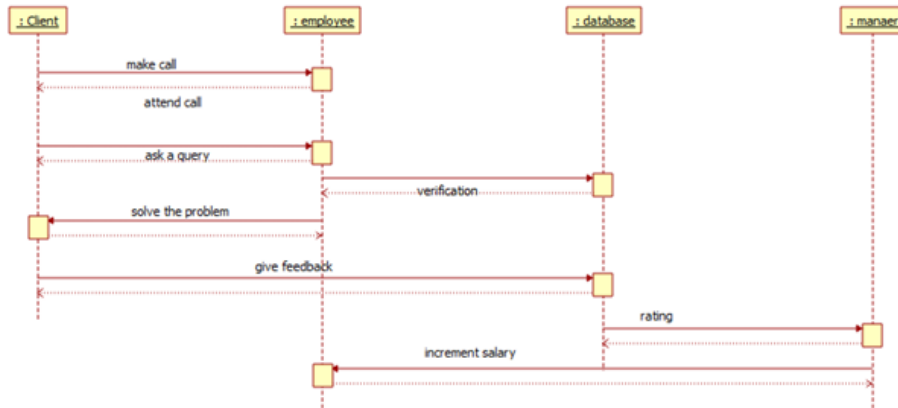 : Client
: employee
: database
: manaer
make call
attend call
ask a query
verification
solve the problem
give feedback
rating
increment salary